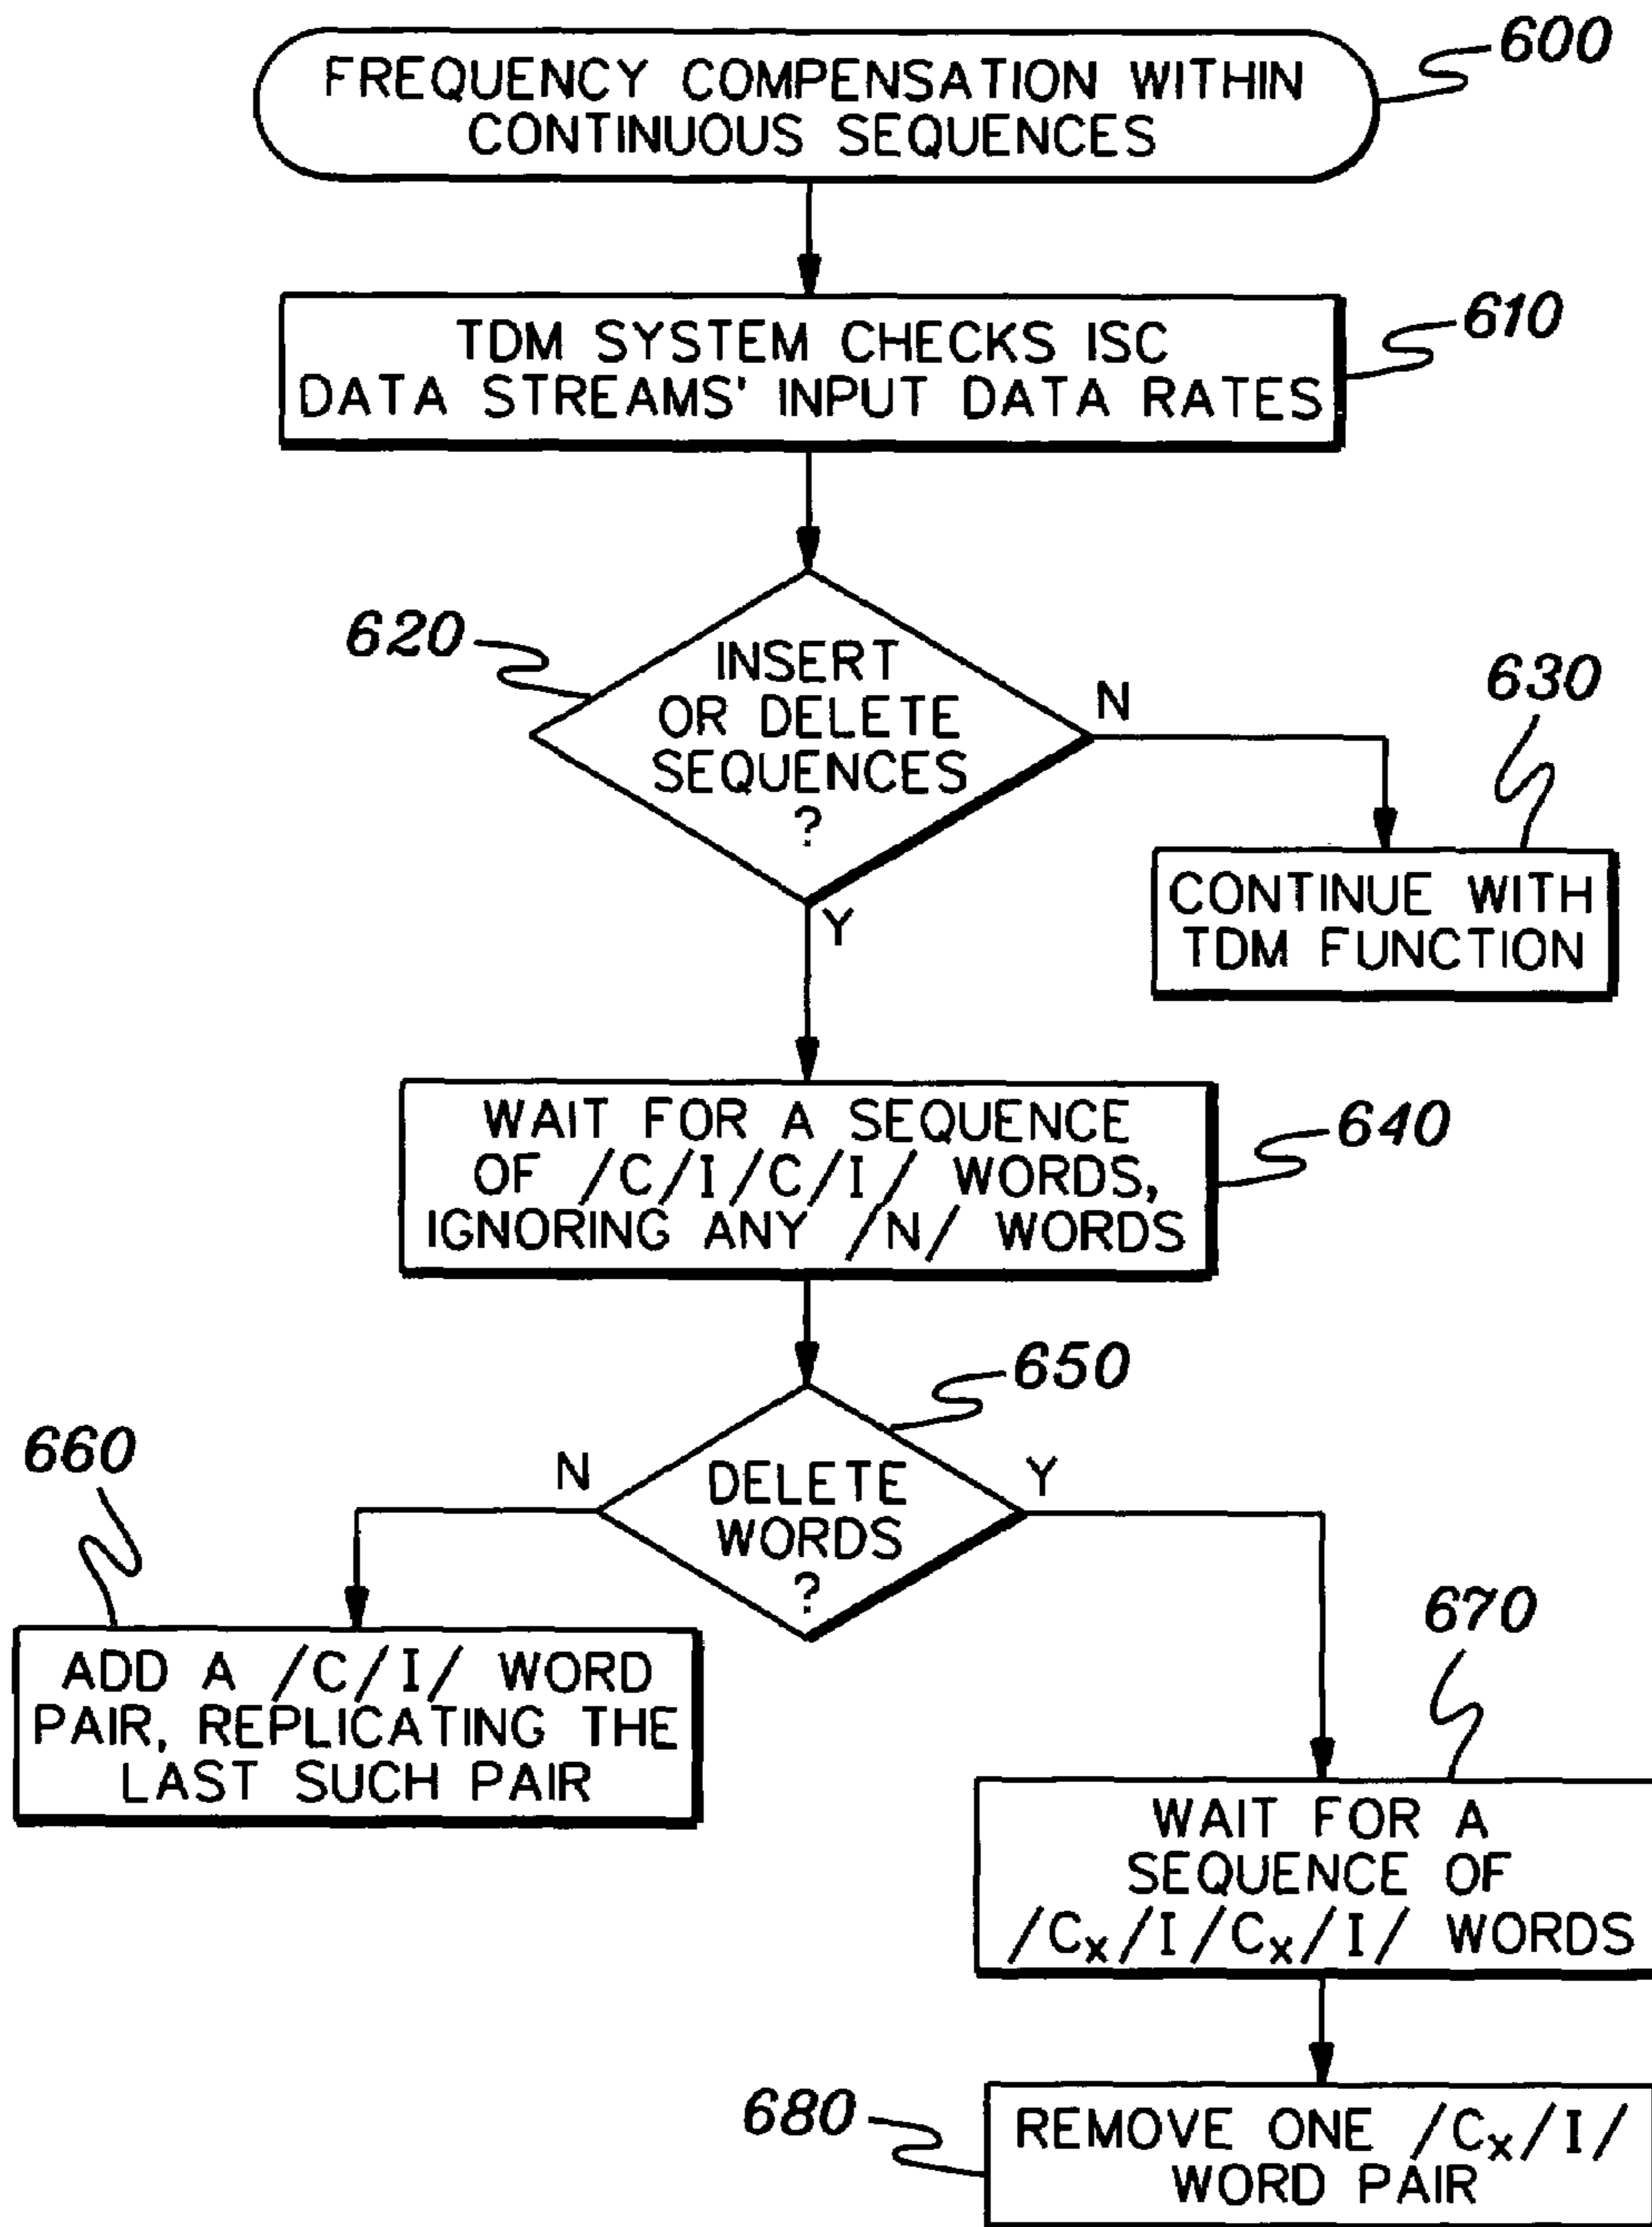 600
FREQUENCY COMPENSATION WITHIN
CONTINUOUS SEQUENCES
610
TDM SYSTEM CHECKS ISC
DATA STREAMS' INPUT DATA RATES
620
INSERT
OR DELETE
SEQUENCES
?
N
Y
630
CONTINUE WITH
TDM FUNCTION
640
WAIT FOR A SEQUENCE
OF /C/I/C/I/ WORDS,
IGNORING ANY /N/ WORDS
650
DELETE
WORDS
?
N
Y
660
ADD A /C/I/ WORD
PAIR, REPLICATING THE
LAST SUCH PAIR
670
WAIT FOR A
SEQUENCE OF
/Cx/I/Cx/I/ WORDS
680
REMOVE ONE /Cx/I/
WORD PAIR